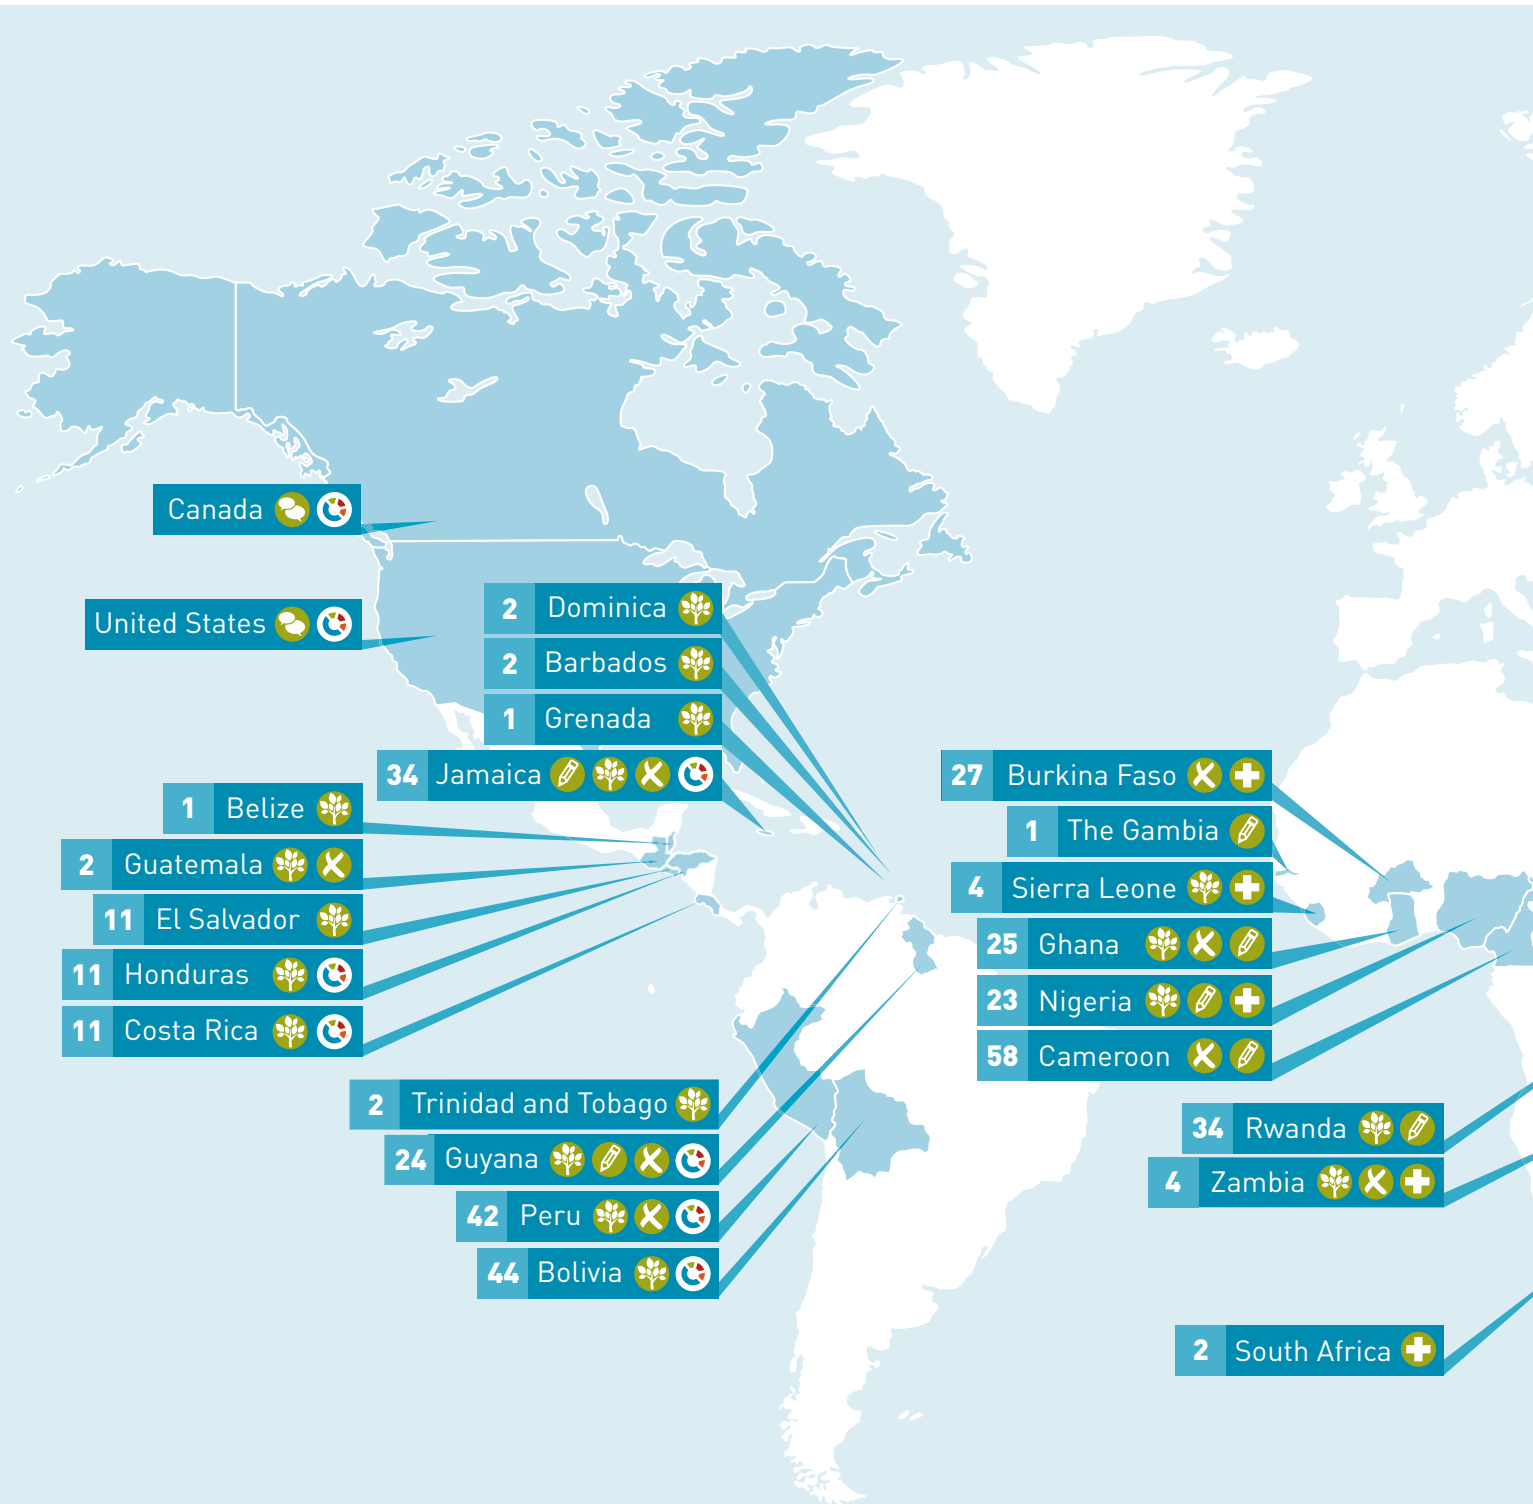 Canada
United States
2 Dominica
2 Barbados
1 Grenada
34 Jamaica
1 Belize
2 Guatemala
11 El Salvador
11 Honduras
11 Costa Rica
27 Burkina Faso
1 The Gambia
4 Sierra Leone
25 Ghana
23 Nigeria
58 Cameroon
2 Trinidad and Tobago
24 Guyana
42 Peru
44 Bolivia
34 Rwanda
4 Zambia
2 South Africa